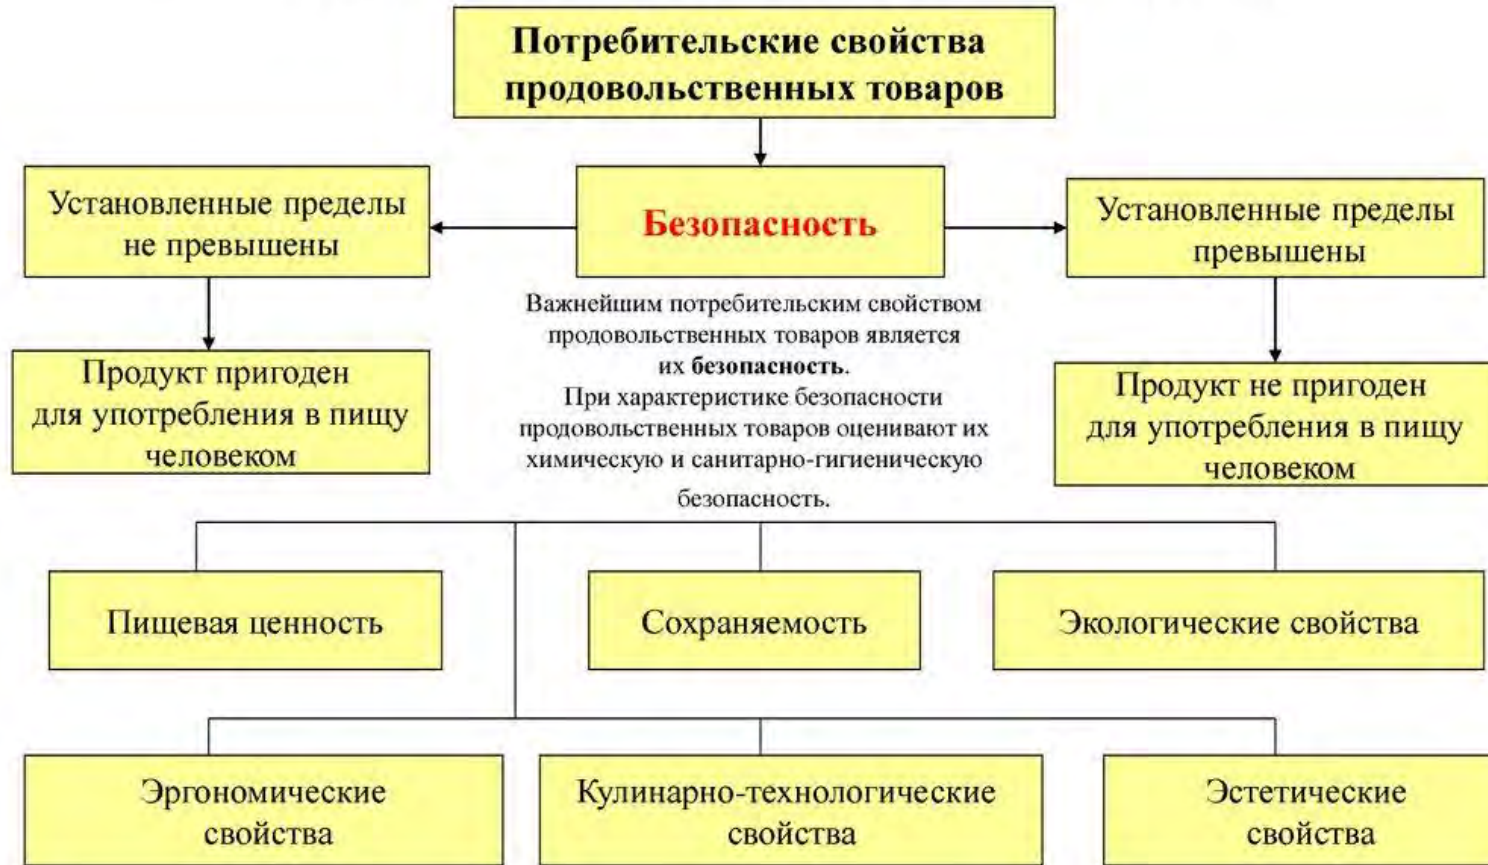 Потребительские свойства
продовольственных товаров
Установленные пределы
не превышены
Безопасность
Установленные пределы
превышены
Важнейшим потребительским свойством
продовольственных товаров является
их безопасность.
При характеристике безопасности
продовольственных товаров оценивают их
химическую и санитарно-гигиеническую
безопасность.
Продукт пригоден
для употребления в пищу
человеком
Продукт не пригоден
для употребления в пищу
человеком
Пищевая ценность
Сохраняемость
Экологические свойства
Эргономические
свойства
Кулинарно-технологические
свойства
Эстетические
свойства